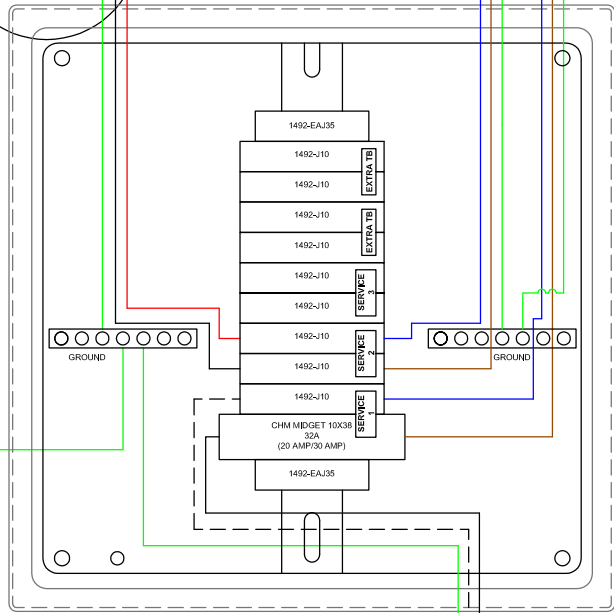 1492-EAJ35
1492-J10
EXTRA TB
1492-J10
1492-J10
EXTRA TB
1492-J10
1492-J10
SERVICE
3
1492-J10
1492-J10
SERVICE
2
1492-J10
1492-J10
SERVICE
1
GROUND
GROUND
CHM MIDGET 10X38
32A
(20 AMP/30 AMP)
1492-EAJ35